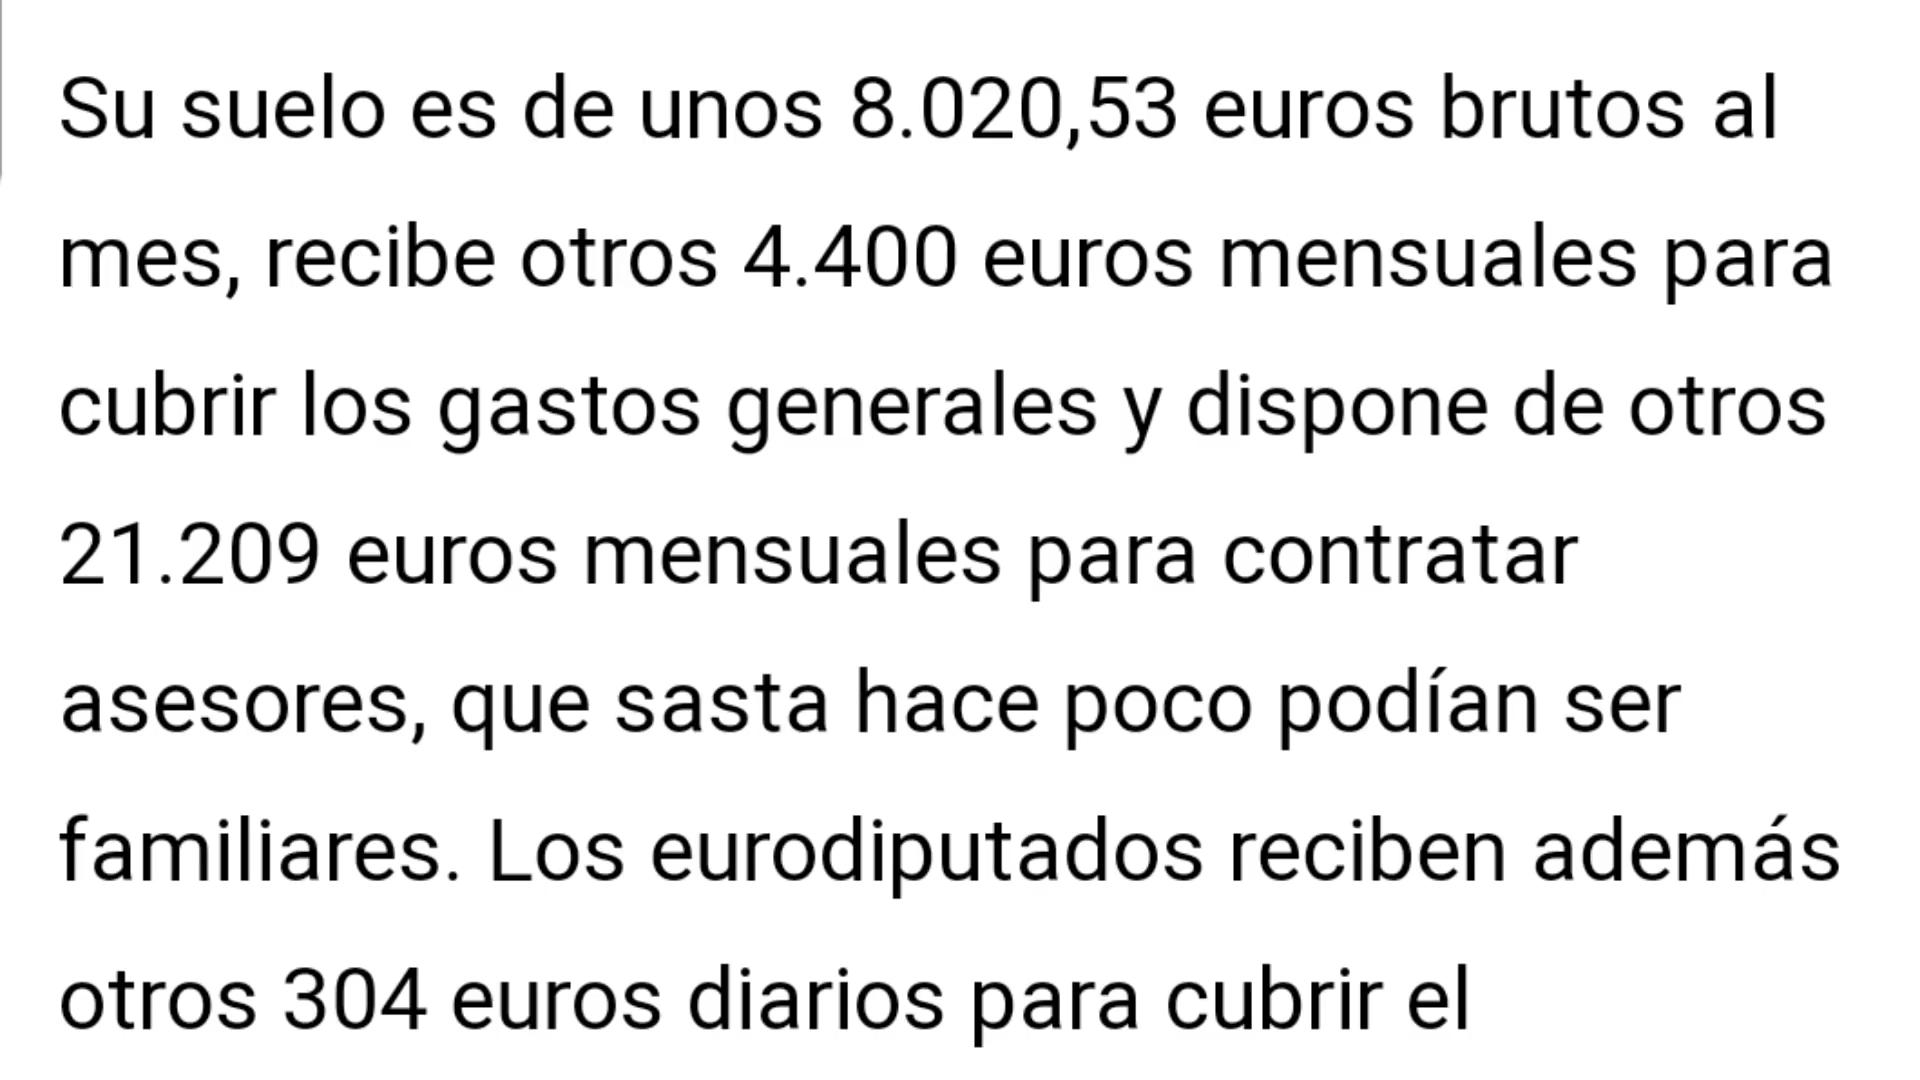 Su suelo es de unos 8.020,53 euros brutos al
mes, recibe otros 4.400 euros mensuales para
cubrir los gastos generales y dispone de otros
21.209 euros mensuales para contratar
asesores, que sasta hace poco podían ser
familiares. Los eurodiputados reciben además
otros 304 euros diarios para cubrir el